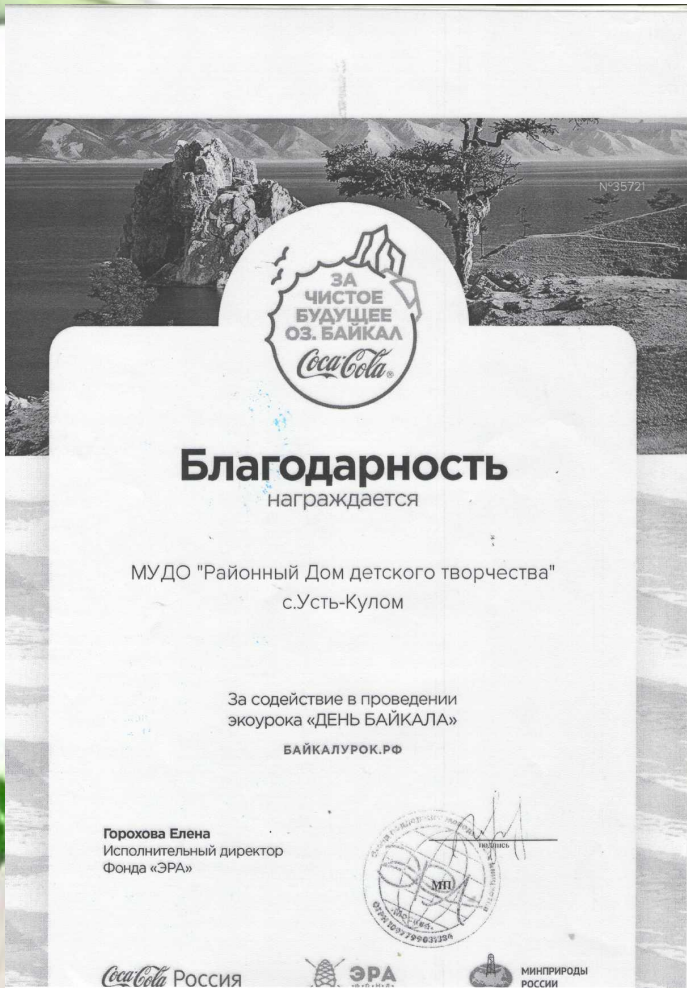 №35721
ЗА
ЧИСТОЕ
БУДУЩЕЕ
ОЗ. БАЙКАЛ
Coca-Cola®
Благодарность
награждается
МУДО "Районный Дом детского творчества"
с.Усть-Кулом
За содействие в проведении
экоурока «ДЕНЬ БАЙКАЛА»
БАЙКАЛУРОК.РФ
Горохова Елена
Исполнительный директор
Фонда «ЭРА»
подпись
МП
Coca-Cola Россия
ЭРА
ФОНД
МИНПРИРОДЫ
РОССИИ